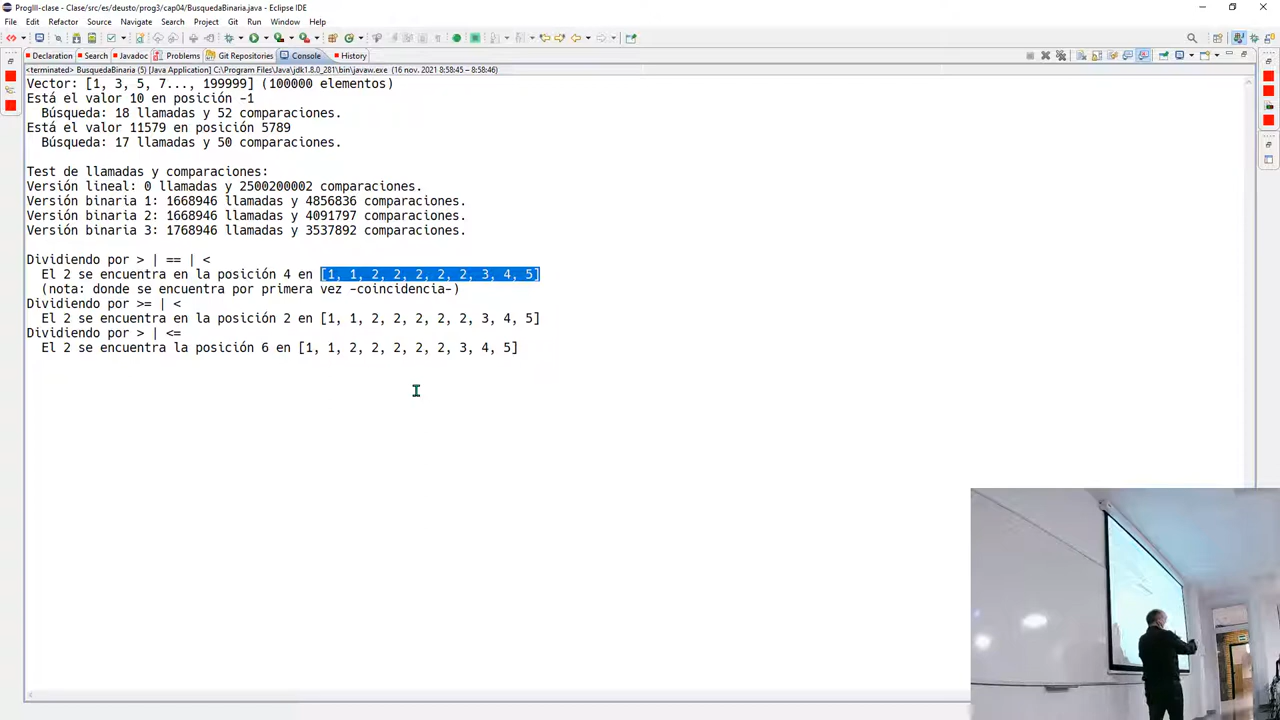 ProgIII-clase - Clase/src/es/deusto/prog3/cap04/BusquedaBinaria.java - Eclipse IDE
File Edit Refactor Source Navigate Search Project Git Run Window Help
Declaration Search Javadoc Problems Git Repositories Console History
<terminated> BusquedaBinaria (5) [Java Application] C:\Program Files\Java\jdk1.8.0_281\bin\javaw.exe (16 nov. 2021 8:58:45 – 8:58:46)
Vector: [1, 3, 5, 7..., 199999] (100000 elementos)
Está el valor 10 en posición -1
Búsqueda: 18 llamadas y 52 comparaciones.
Está el valor 11579 en posición 5789
Búsqueda: 17 llamadas y 50 comparaciones.
Test de llamadas y comparaciones:
Versión lineal: 0 llamadas y 2500200002 comparaciones.
Versión binaria 1: 1668946 llamadas y 4856836 comparaciones.
Versión binaria 2: 1668946 llamadas y 4091797 comparaciones.
Versión binaria 3: 1768946 llamadas y 3537892 comparaciones.
Dividiendo por > | == | <
El 2 se encuentra en la posición 4 en [1, 1, 2, 2, 2, 2, 2, 3, 4, 5]
(nota: donde se encuentra por primera vez -coincidencia-)
Dividiendo por >= | <
El 2 se encuentra en la posición 2 en [1, 1, 2, 2, 2, 2, 2, 3, 4, 5]
Dividiendo por > | <=
El 2 se encuentra la posición 6 en [1, 1, 2, 2, 2, 2, 2, 3, 4, 5]